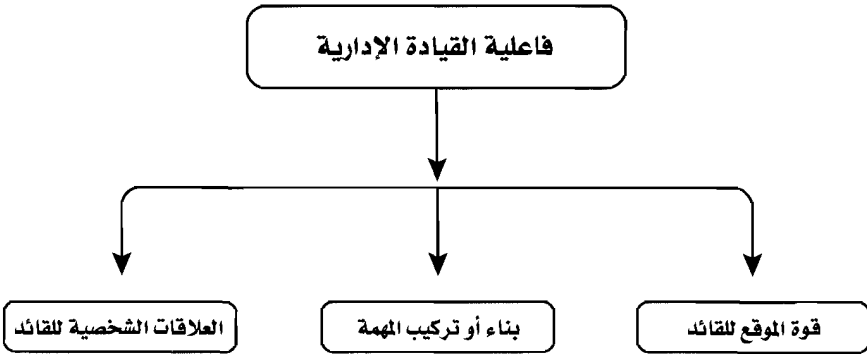 فاعلية القيادة الإدارية
قوة الموقع للقائد
بناء أو تركيب المهمة
العلاقات الشخصية للقائد